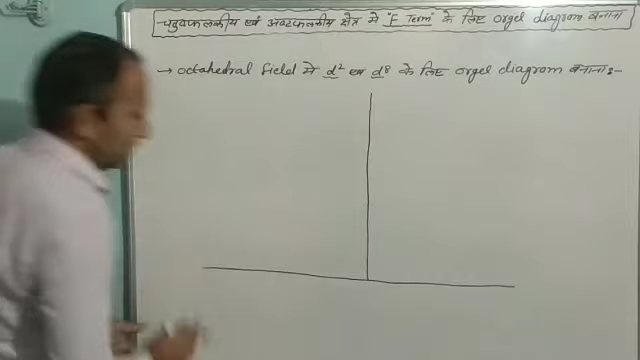 चतुष्फलकीय एवं अष्टफलकीय क्षेत्र में "F Term" के लिए orgel diagram बनाना
→ octahedral field में d² एवं d⁸ के लिए orgel diagram बनाना:-